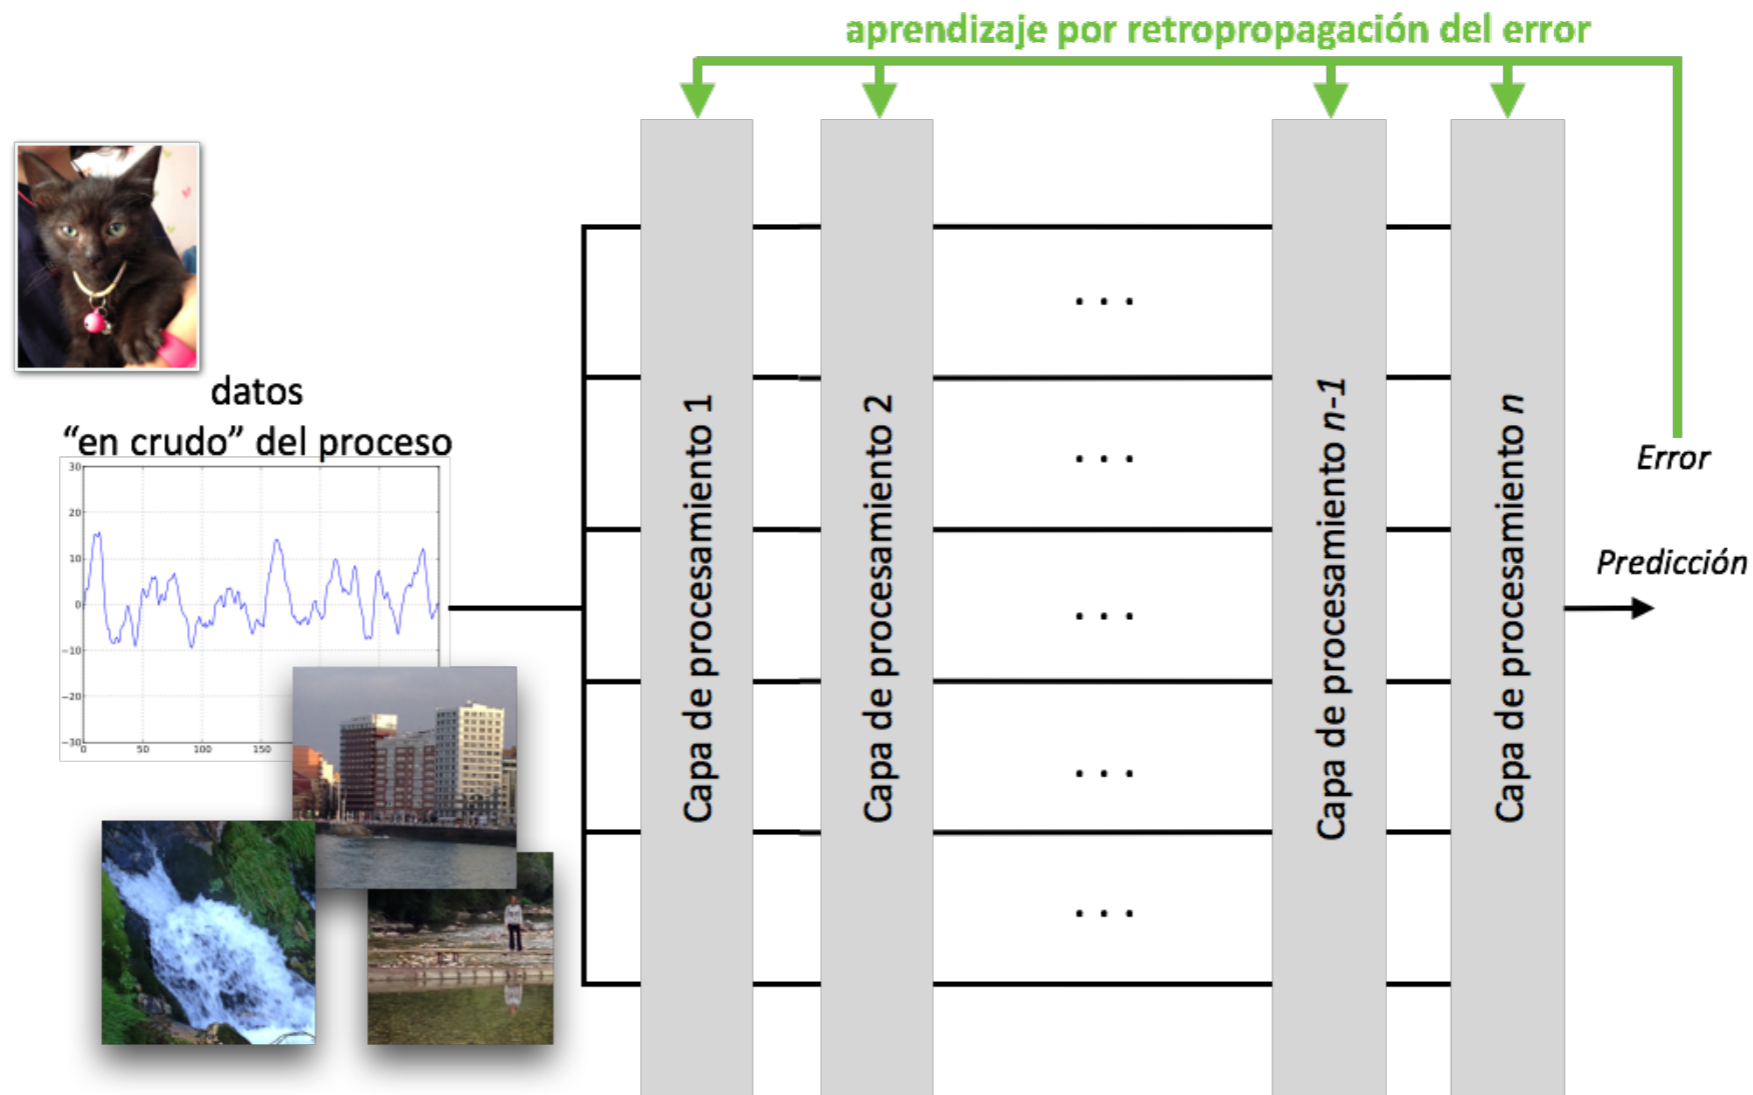 aprendizaje por retropropagación del error
datos
“en crudo” del proceso
30
20
10
0
−10
−20
−30
0
50
100
150
Capa de procesamiento 1
Capa de procesamiento 2
. . .
. . .
. . .
. . .
. . .
Capa de procesamiento n-1
Capa de procesamiento n
Error
Predicción